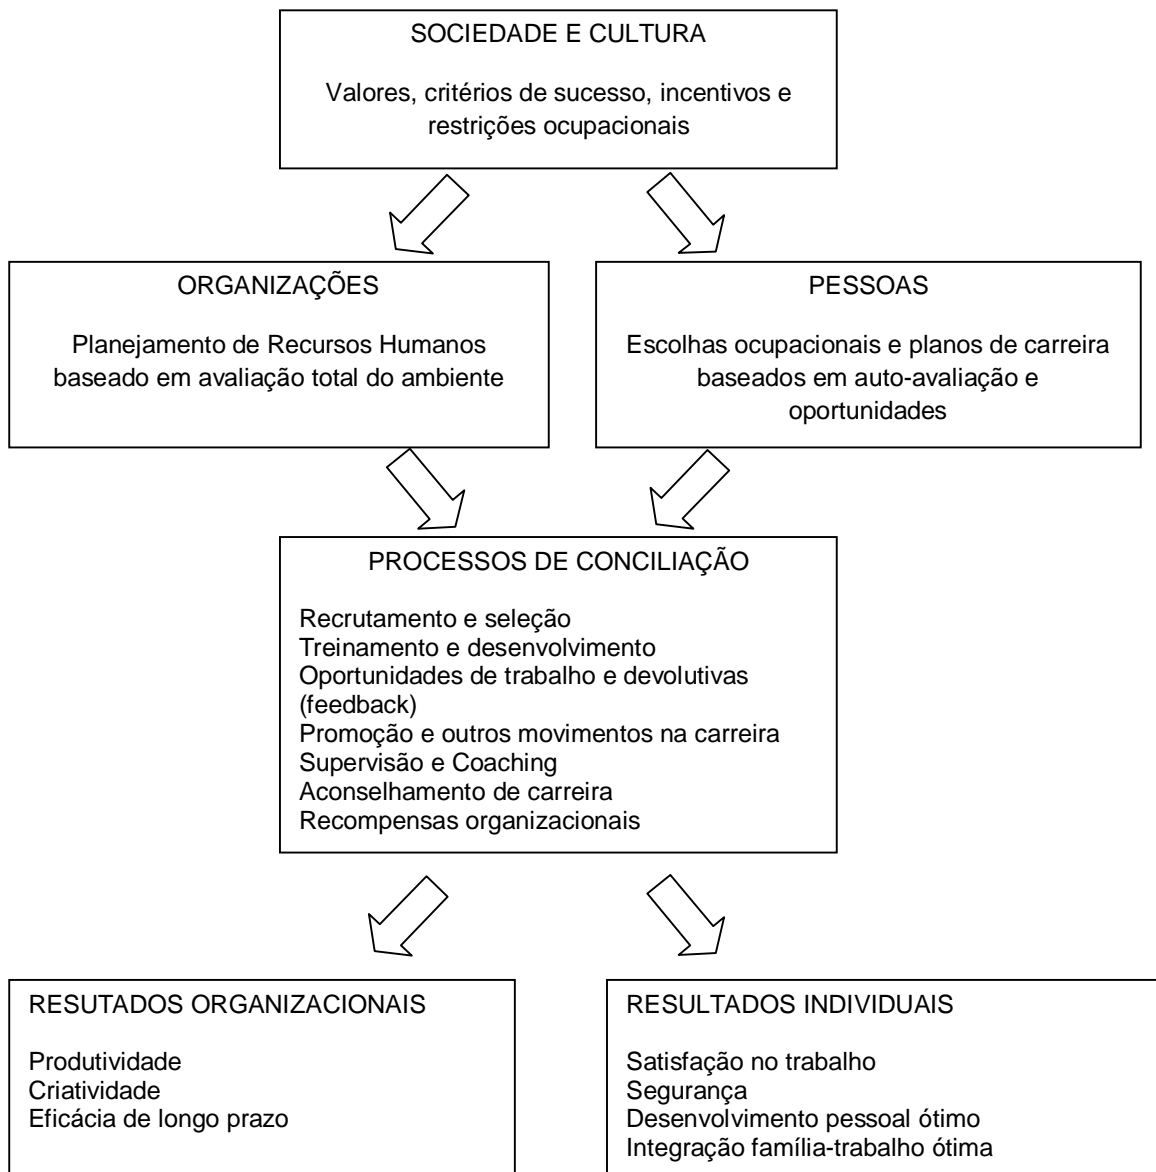 SOCIEDADE E CULTURA
Valores, critérios de sucesso, incentivos e
restrições ocupacionais
ORGANIZAÇÕES
Planejamento de Recursos Humanos
baseado em avaliação total do ambiente
PESSOAS
Escolhas ocupacionais e planos de carreira
baseados em auto-avaliação e
oportunidades
PROCESSOS DE CONCILIAÇÃO
Recrutamento e seleção
Treinamento e desenvolvimento
Oportunidades de trabalho e devolutivas
(feedback)
Promoção e outros movimentos na carreira
Supervisão e Coaching
Aconselhamento de carreira
Recompensas organizacionais
RESUTADOS ORGANIZACIONAIS
Produtividade
Criatividade
Eficácia de longo prazo
RESULTADOS INDIVIDUAIS
Satisfação no trabalho
Segurança
Desenvolvimento pessoal ótimo
Integração família-trabalho ótima